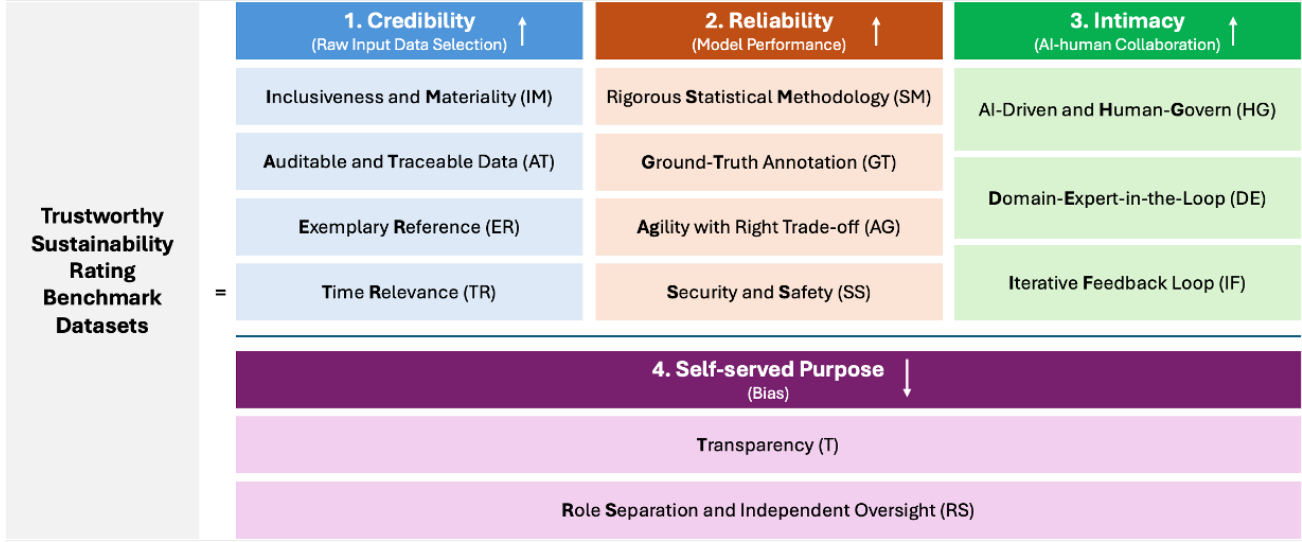 Trustworthy
Sustainability
Rating
Benchmark
Datasets
=
1. Credibility ↑
(Raw Input Data Selection)
Inclusiveness and Materiality (IM)
Auditable and Traceable Data (AT)
Exemplary Reference (ER)
Time Relevance (TR)
2. Reliability ↑
(Model Performance)
Rigorous Statistical Methodology (SM)
Ground-Truth Annotation (GT)
Agility with Right Trade-off (AG)
Security and Safety (SS)
3. Intimacy ↑
(AI-human Collaboration)
AI-Driven and Human-Govern (HG)
Domain-Expert-in-the-Loop (DE)
Iterative Feedback Loop (IF)
4. Self-served Purpose ↓
(Bias)
Transparency (T)
Role Separation and Independent Oversight (RS)